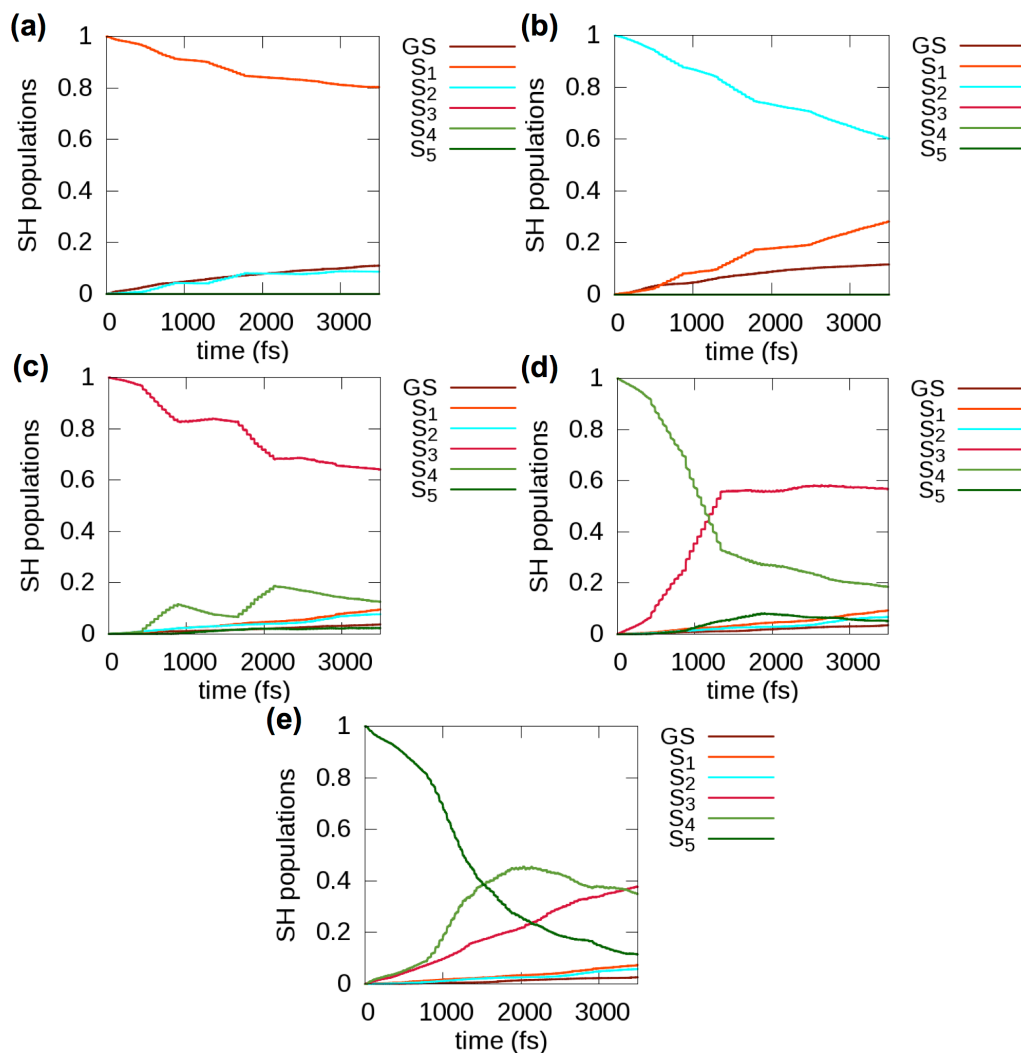 (a)
1
0.8
0.6
0.4
0.2
0
SH populations
0 1000 2000 3000
time (fs)
GS
S1
S2
S3
S4
S5
(b)
1
0.8
0.6
0.4
0.2
0
SH populations
0 1000 2000 3000
time (fs)
GS
S1
S2
S3
S4
S5
(c)
1
0.8
0.6
0.4
0.2
0
SH populations
0 1000 2000 3000
time (fs)
GS
S1
S2
S3
S4
S5
(d)
1
0.8
0.6
0.4
0.2
0
SH populations
0 1000 2000 3000
time (fs)
GS
S1
S2
S3
S4
S5
(e)
1
0.8
0.6
0.4
0.2
0
SH populations
0 1000 2000 3000
time (fs)
GS
S1
S2
S3
S4
S5